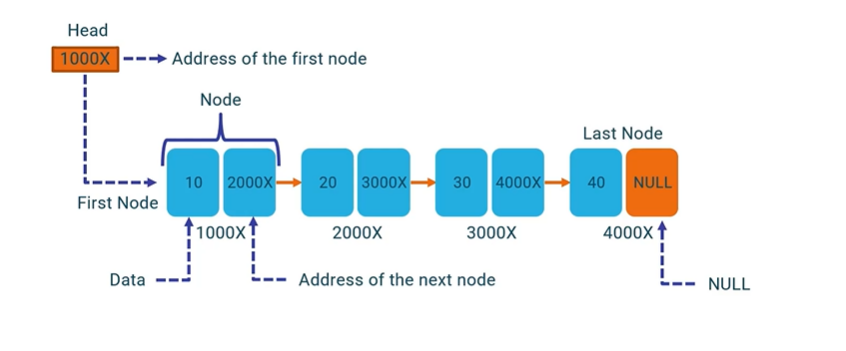 Head
1000X
Address of the first node
Node
Last Node
10
2000X
20
3000X
30
4000X
40
NULL
First Node
1000X
2000X
3000X
4000X
Data
Address of the next node
NULL